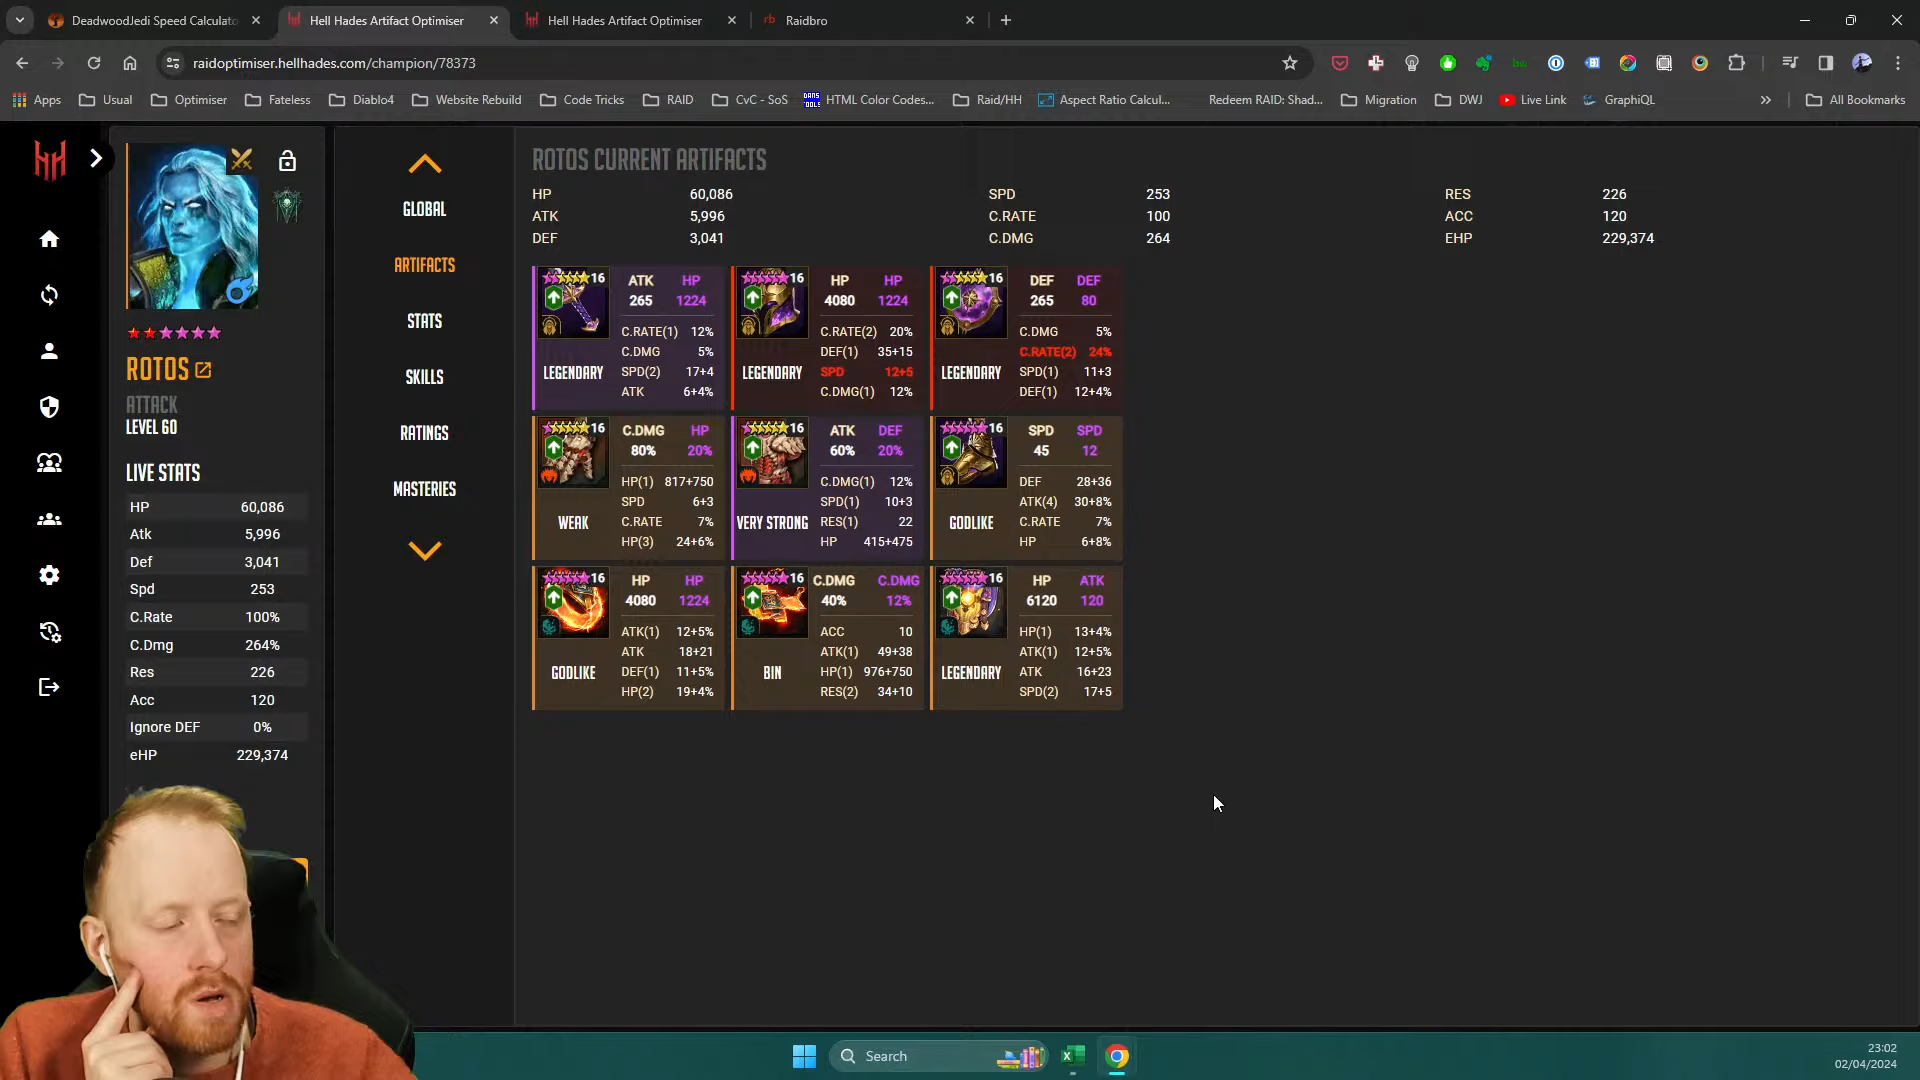 DeadwoodJedi Speed Calculato
Hell Hades Artifact Optimiser
Hell Hades Artifact Optimiser
Raidbro
raidoptimiser.hellhades.com/champion/78373
Apps
Usual
Optimiser
Fateless
Diablo4
Website Rebuild
Code Tricks
RAID
CvC - SoS
HTML Color Codes...
Raid/HH
Aspect Ratio Calcul...
Redeem RAID: Shad...
Migration
DWJ
Live Link
GraphiQL
All Bookmarks
ROTOS
ATTACK
LEVEL 60
LIVE STATS
HP 60,086
Atk 5,996
Def 3,041
Spd 253
C.Rate 100%
C.Dmg 264%
Res 226
Acc 120
Ignore DEF 0%
eHP 229,374
GLOBAL
ARTIFACTS
STATS
SKILLS
RATINGS
MASTERIES
ROTOS CURRENT ARTIFACTS
HP 60,086 SPD 253 RES 226
ATK 5,996 C.RATE 100 ACC 120
DEF 3,041 C.DMG 264 EHP 229,374
16
ATK HP
265 1224
C.RATE(1) 12%
C.DMG 5%
SPD(2) 17+4
ATK 6+4%
LEGENDARY
16
HP HP
4080 1224
C.RATE(2) 20%
DEF(1) 35+15
SPD 12+5
C.DMG(1) 12%
LEGENDARY
16
DEF DEF
265 80
C.DMG 5%
C.RATE(2) 24%
SPD(1) 11+3
DEF(1) 12+4%
LEGENDARY
16
C.DMG HP
80% 20%
HP(1) 817+750
SPD 6+3
C.RATE 7%
HP(3) 24+6%
WEAK
16
ATK DEF
60% 20%
C.DMG(1) 12%
SPD(1) 10+3
RES(1) 22
HP 415+475
VERY STRONG
16
SPD SPD
45 12
DEF 28+36
ATK(4) 30+8%
C.RATE 7%
HP 6+8%
GODLIKE
16
HP HP
4080 1224
ATK(1) 12+5%
ATK 18+21
DEF(1) 11+5%
HP(2) 19+4%
GODLIKE
16
C.DMG C.DMG
40% 12%
ACC 10
ATK(1) 49+38
HP(1) 976+750
RES(2) 34+10
BIN
16
HP ATK
6120 120
HP(1) 13+4%
ATK(1) 12+5%
ATK 16+23
SPD(2) 17+5
LEGENDARY
Search
23:02
02/04/2024